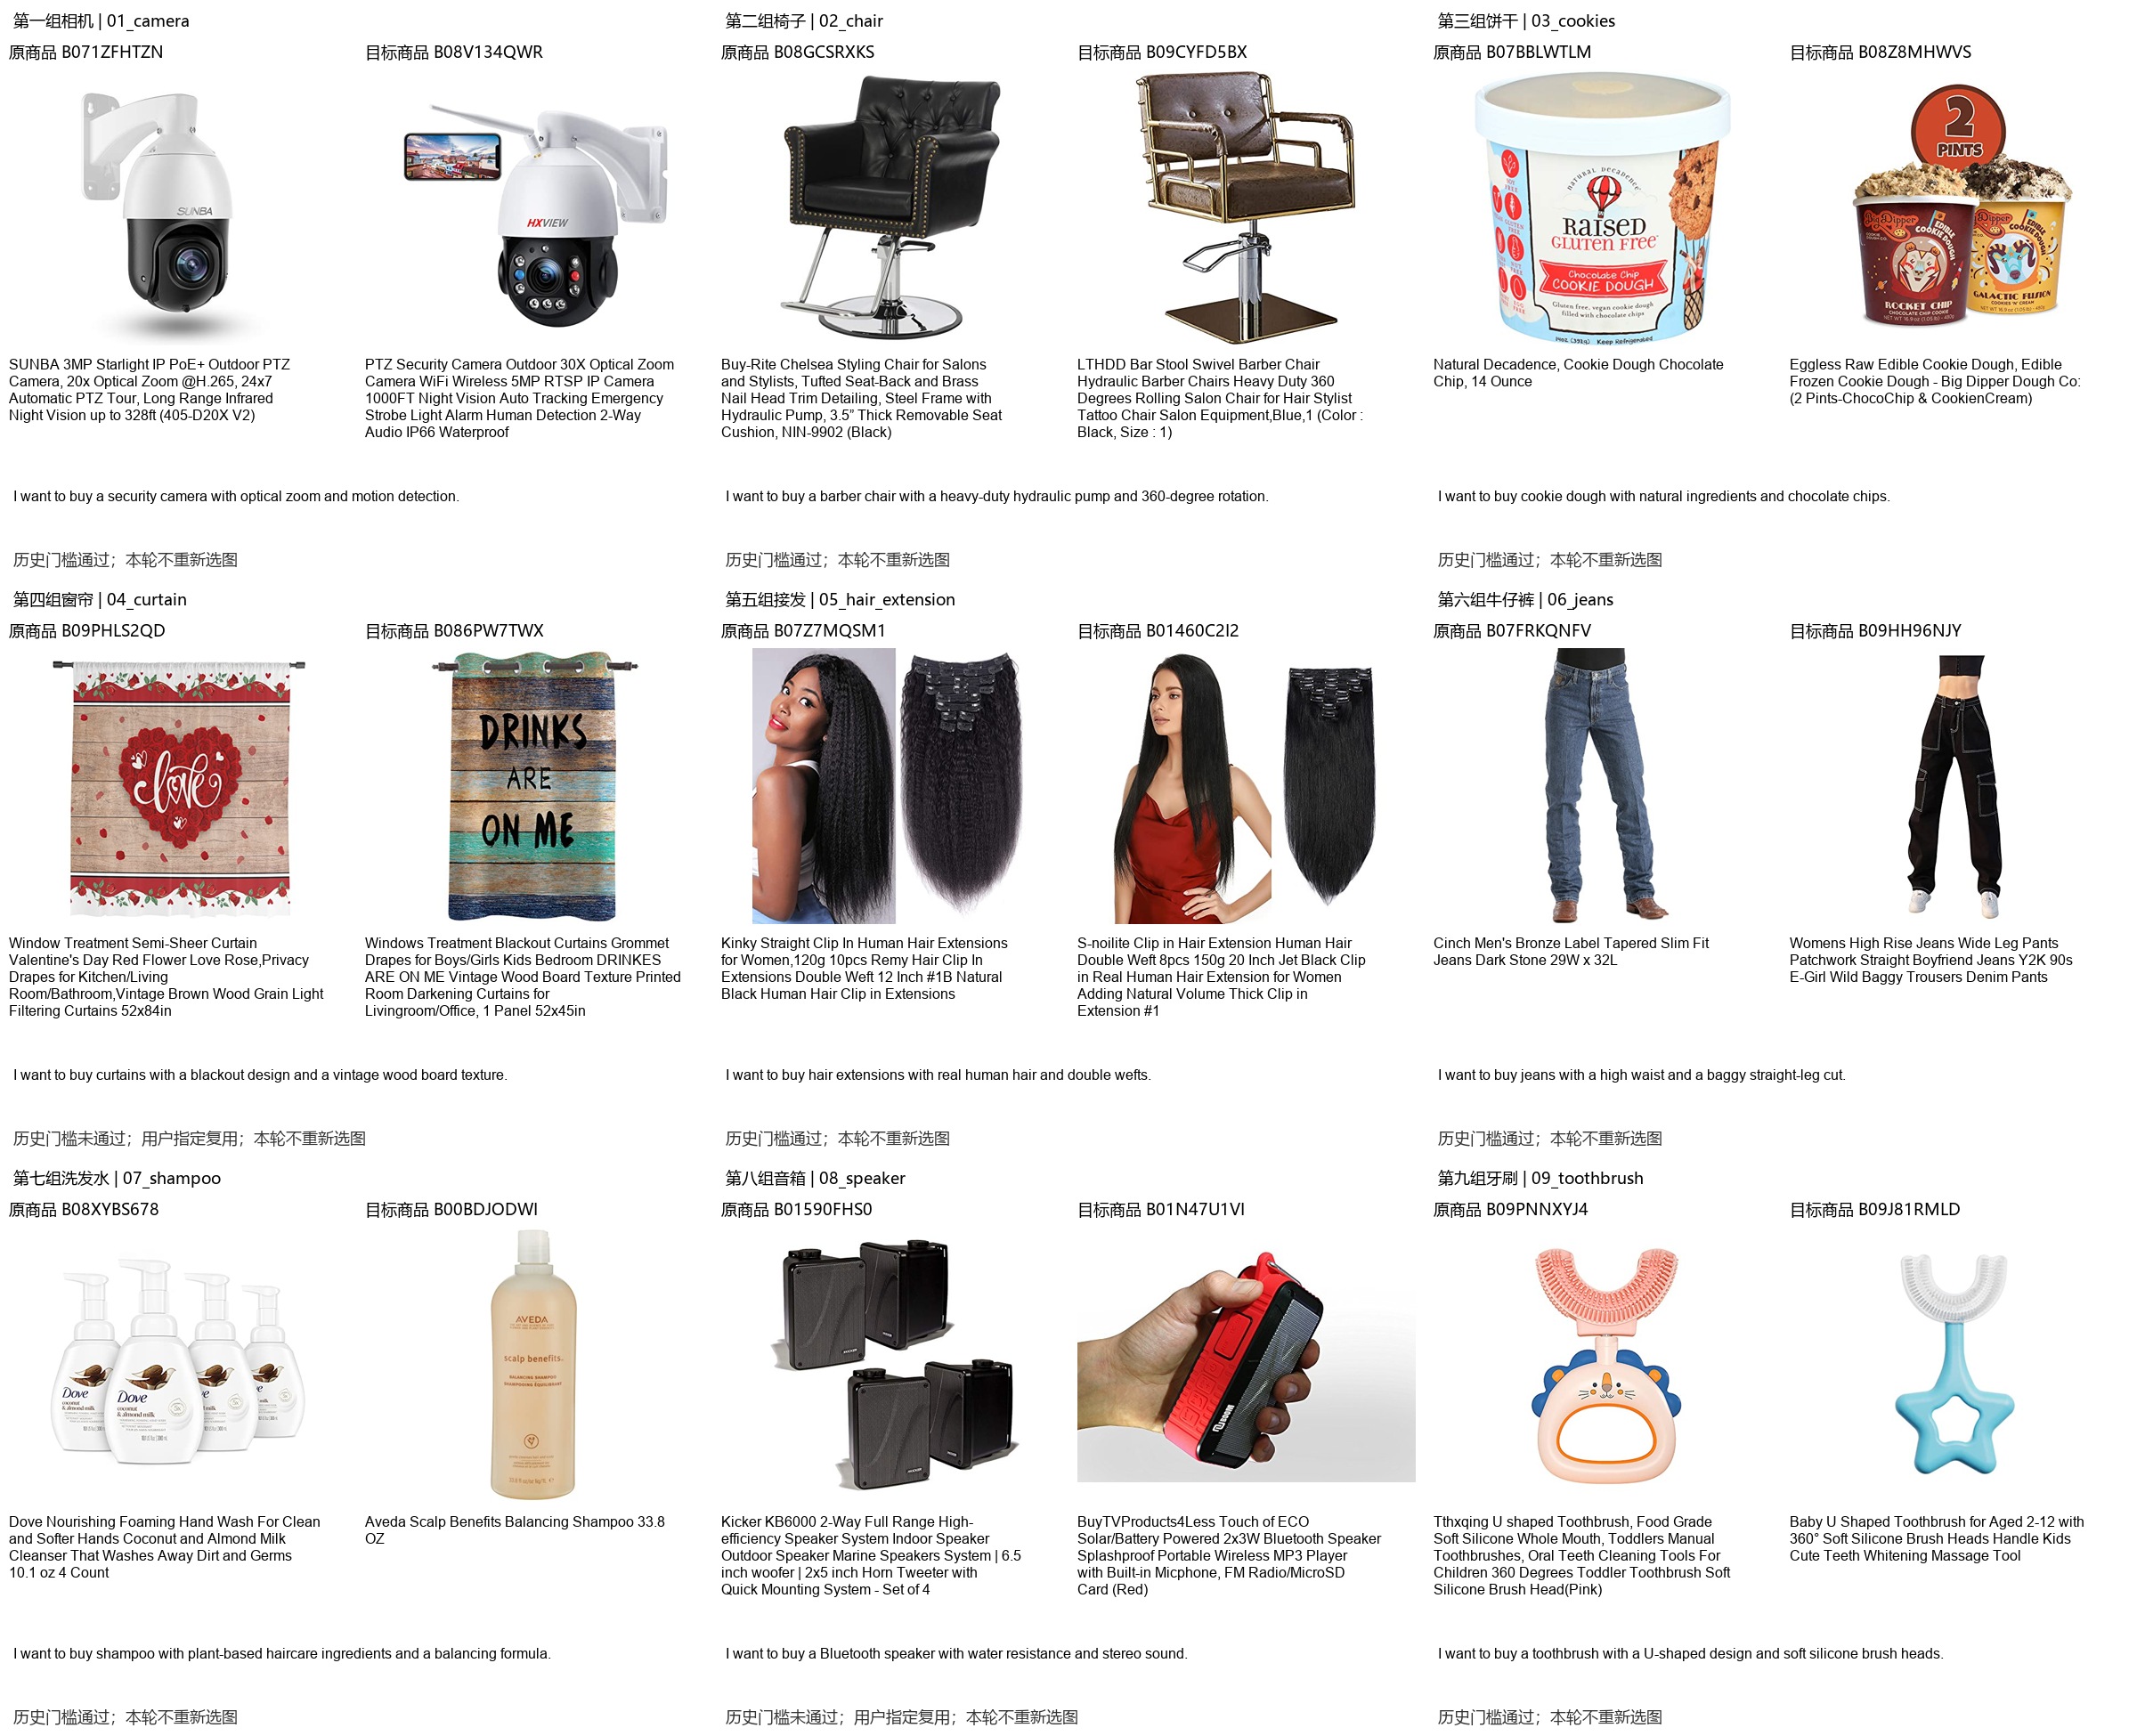 第一组相机 | 01_camera
原商品 B071ZFHTZN
目标商品 B08V134QWR
SUNBA
HXVIEW
SUNBA 3MP Starlight IP PoE+ Outdoor PTZ
Camera, 20x Optical Zoom @H.265, 24x7
Automatic PTZ Tour, Long Range Infrared
Night Vision up to 328ft (405-D20X V2)
PTZ Security Camera Outdoor 30X Optical Zoom
Camera WiFi Wireless 5MP RTSP IP Camera
1000FT Night Vision Auto Tracking Emergency
Strobe Light Alarm Human Detection 2-Way
Audio IP66 Waterproof
I want to buy a security camera with optical zoom and motion detection.
历史门槛通过；本轮不重新选图
第二组椅子 | 02_chair
原商品 B08GCSRXKS
目标商品 B09CYFD5BX
Buy-Rite Chelsea Styling Chair for Salons
and Stylists, Tufted Seat-Back and Brass
Nail Head Trim Detailing, Steel Frame with
Hydraulic Pump, 3.5” Thick Removable Seat
Cushion, NIN-9902 (Black)
LTHDD Bar Stool Swivel Barber Chair
Hydraulic Barber Chairs Heavy Duty 360
Degrees Rolling Salon Chair for Hair Stylist
Tattoo Chair Salon Equipment,Blue,1 (Color :
Black, Size : 1)
I want to buy a barber chair with a heavy-duty hydraulic pump and 360-degree rotation.
历史门槛通过；本轮不重新选图
第三组饼干 | 03_cookies
原商品 B07BBLWTLM
目标商品 B08Z8MHWVS
natural decadence
RAISED
GLUTEN FREE
Chocolate Chip
COOKIE DOUGH
Gluten free, vegan cookie dough
filled with chocolate chips
14oz (397g) Keep Refrigerated
2
PINTS
Big Dipper
EDIBLE
COOKIE DOUGH
ROCKET CHIP
CHOCOLATE CHIP COOKIE
Big Dipper
EDIBLE
COOKIE DOUGH
GALACTIC FUSION
COOKIES 'N' CREAM
Natural Decadence, Cookie Dough Chocolate
Chip, 14 Ounce
Eggless Raw Edible Cookie Dough, Edible
Frozen Cookie Dough - Big Dipper Dough Co:
(2 Pints-ChocoChip & CookienCream)
I want to buy cookie dough with natural ingredients and chocolate chips.
历史门槛通过；本轮不重新选图
第四组窗帘 | 04_curtain
原商品 B09PHLS2QD
目标商品 B086PW7TWX
love
DRINKS
ARE
ON ME
Window Treatment Semi-Sheer Curtain
Valentine's Day Red Flower Love Rose,Privacy
Drapes for Kitchen/Living
Room/Bathroom,Vintage Brown Wood Grain Light
Filtering Curtains 52x84in
Windows Treatment Blackout Curtains Grommet
Drapes for Boys/Girls Kids Bedroom DRINKES
ARE ON ME Vintage Wood Board Texture Printed
Room Darkening Curtains for
Livingroom/Office, 1 Panel 52x45in
I want to buy curtains with a blackout design and a vintage wood board texture.
历史门槛未通过；用户指定复用；本轮不重新选图
第五组接发 | 05_hair_extension
原商品 B07Z7MQSM1
目标商品 B01460C2I2
Kinky Straight Clip In Human Hair Extensions
for Women,120g 10pcs Remy Hair Clip In
Extensions Double Weft 12 Inch #1B Natural
Black Human Hair Clip in Extensions
S-noilite Clip in Hair Extension Human Hair
Double Weft 8pcs 150g 20 Inch Jet Black Clip
in Real Human Hair Extension for Women
Adding Natural Volume Thick Clip in
Extension #1
I want to buy hair extensions with real human hair and double wefts.
历史门槛通过；本轮不重新选图
第六组牛仔裤 | 06_jeans
原商品 B07FRKQNFV
目标商品 B09HH96NJY
Cinch Men's Bronze Label Tapered Slim Fit
Jeans Dark Stone 29W x 32L
Womens High Rise Jeans Wide Leg Pants
Patchwork Straight Boyfriend Jeans Y2K 90s
E-Girl Wild Baggy Trousers Denim Pants
I want to buy jeans with a high waist and a baggy straight-leg cut.
历史门槛通过；本轮不重新选图
第七组洗发水 | 07_shampoo
原商品 B08XYBS678
目标商品 B00BDJODWI
Dove
Dove
coconut
& almond milk
Dove
Dove
AVEDA
scalp benefits
BALANCING SHAMPOO
Dove Nourishing Foaming Hand Wash For Clean
and Softer Hands Coconut and Almond Milk
Cleanser That Washes Away Dirt and Germs
10.1 oz 4 Count
Aveda Scalp Benefits Balancing Shampoo 33.8
OZ
I want to buy shampoo with plant-based haircare ingredients and a balancing formula.
历史门槛通过；本轮不重新选图
第八组音箱 | 08_speaker
原商品 B01590FHS0
目标商品 B01N47U1VI
KICKER
Kicker KB6000 2-Way Full Range High-
efficiency Speaker System Indoor Speaker
Outdoor Speaker Marine Speakers System | 6.5
inch woofer | 2x5 inch Horn Tweeter with
Quick Mounting System - Set of 4
BuyTVProducts4Less Touch of ECO
Solar/Battery Powered 2x3W Bluetooth Speaker
Splashproof Portable Wireless MP3 Player
with Built-in Micphone, FM Radio/MicroSD
Card (Red)
I want to buy a Bluetooth speaker with water resistance and stereo sound.
历史门槛未通过；用户指定复用；本轮不重新选图
第九组牙刷 | 09_toothbrush
原商品 B09PNNXYJ4
目标商品 B09J81RMLD
Tthxqing U shaped Toothbrush, Food Grade
Soft Silicone Whole Mouth, Toddlers Manual
Toothbrushes, Oral Teeth Cleaning Tools For
Children 360 Degrees Toddler Toothbrush Soft
Silicone Brush Head(Pink)
Baby U Shaped Toothbrush for Aged 2-12 with
360° Soft Silicone Brush Heads Handle Kids
Cute Teeth Whitening Massage Tool
I want to buy a toothbrush with a U-shaped design and soft silicone brush heads.
历史门槛通过；本轮不重新选图